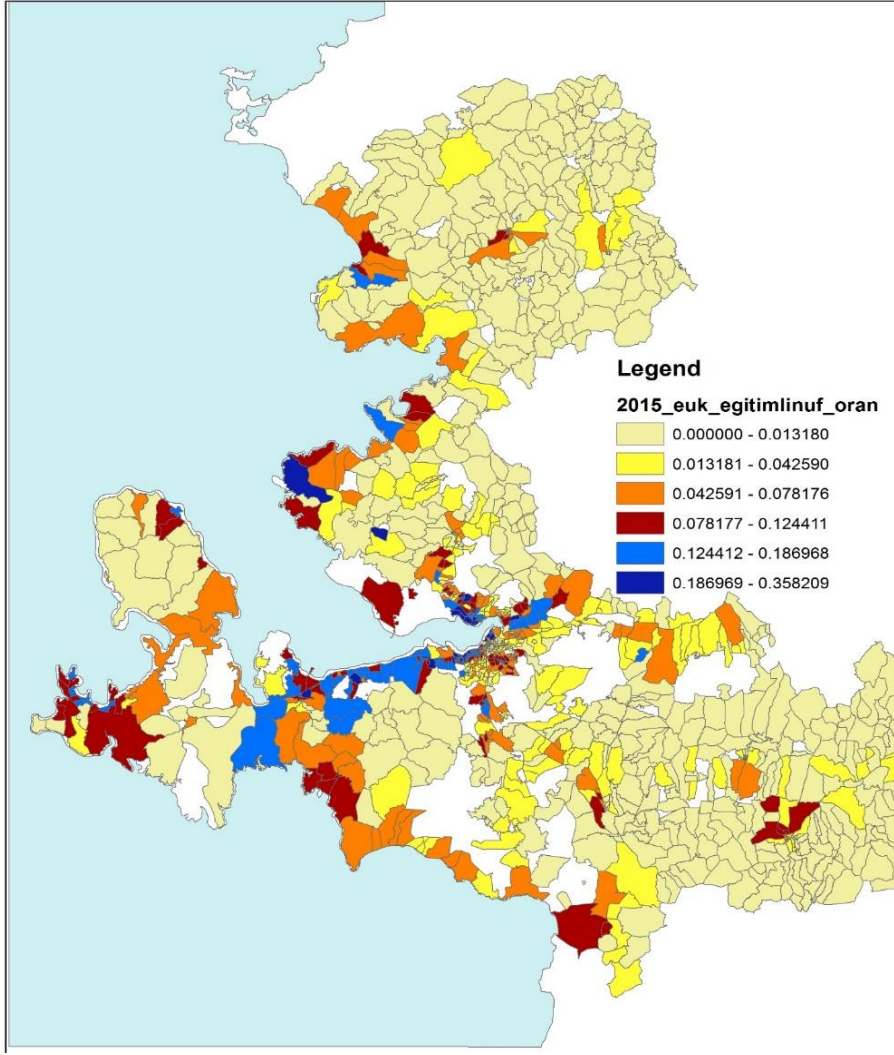 Legend
2015_euk_egitimlinuf_oran
0.000000 - 0.013180
0.013181 - 0.042590
0.042591 - 0.078176
0.078177 - 0.124411
0.124412 - 0.186968
0.186969 - 0.358209